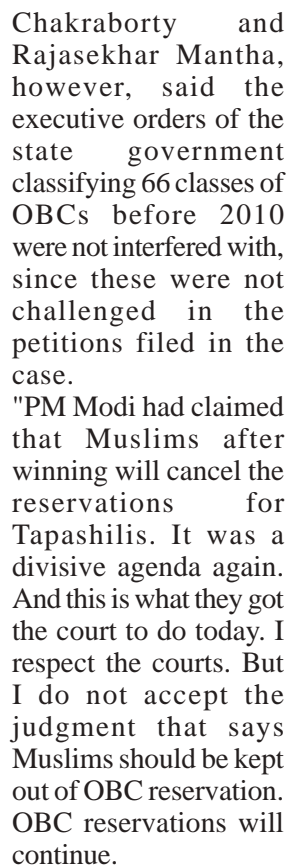 Chakraborty and
Rajasekhar Mantha,
however, said the
executive orders of the
state government
classifying 66 classes of
OBCs before 2010
were not interfered with,
since these were not
challenged in the
petitions filed in the
case.
"PM Modi had claimed
that Muslims after
winning will cancel the
reservations for
Tapashilis. It was a
divisive agenda again.
And this is what they got
the court to do today. I
respect the courts. But
I do not accept the
judgment that says
Muslims should be kept
out of OBC reservation.
OBC reservations will
continue.